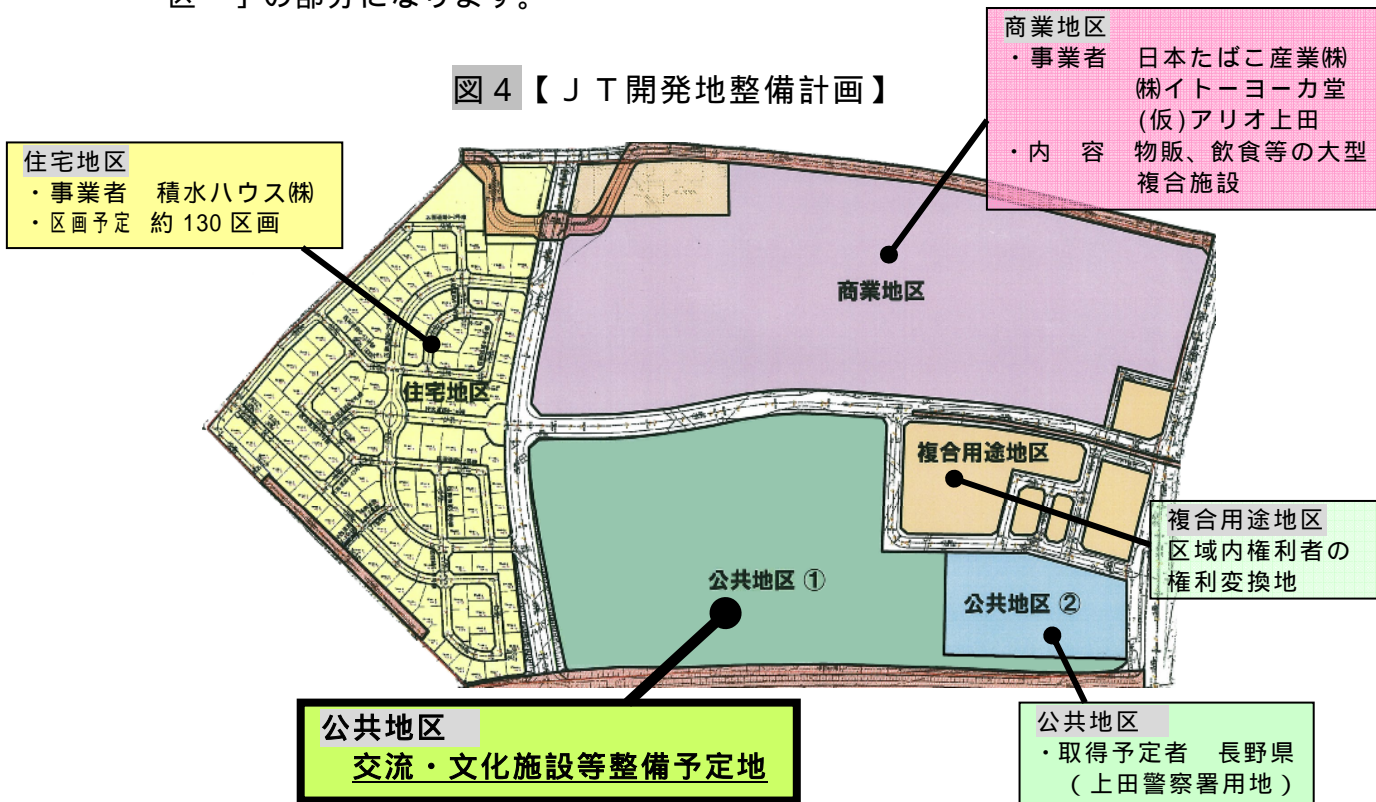 区 」の部分になります。
図４【ＪＴ開発地整備計画】
商業地区
・事業者 日本たばこ産業㈱
㈱イトーヨーカ堂
(仮)アリオ上田
・内 容 物販、飲食等の大型
複合施設
住宅地区
・事業者 積水ハウス㈱
・区画予定 約 130 区画
商業地区
住宅地区
複合用途地区
複合用途地区
区域内権利者の
権利変換地
公共地区 ①
公共地区 ②
公共地区
交流・文化施設等整備予定地
公共地区
・取得予定者 長野県
（上田警察署用地）